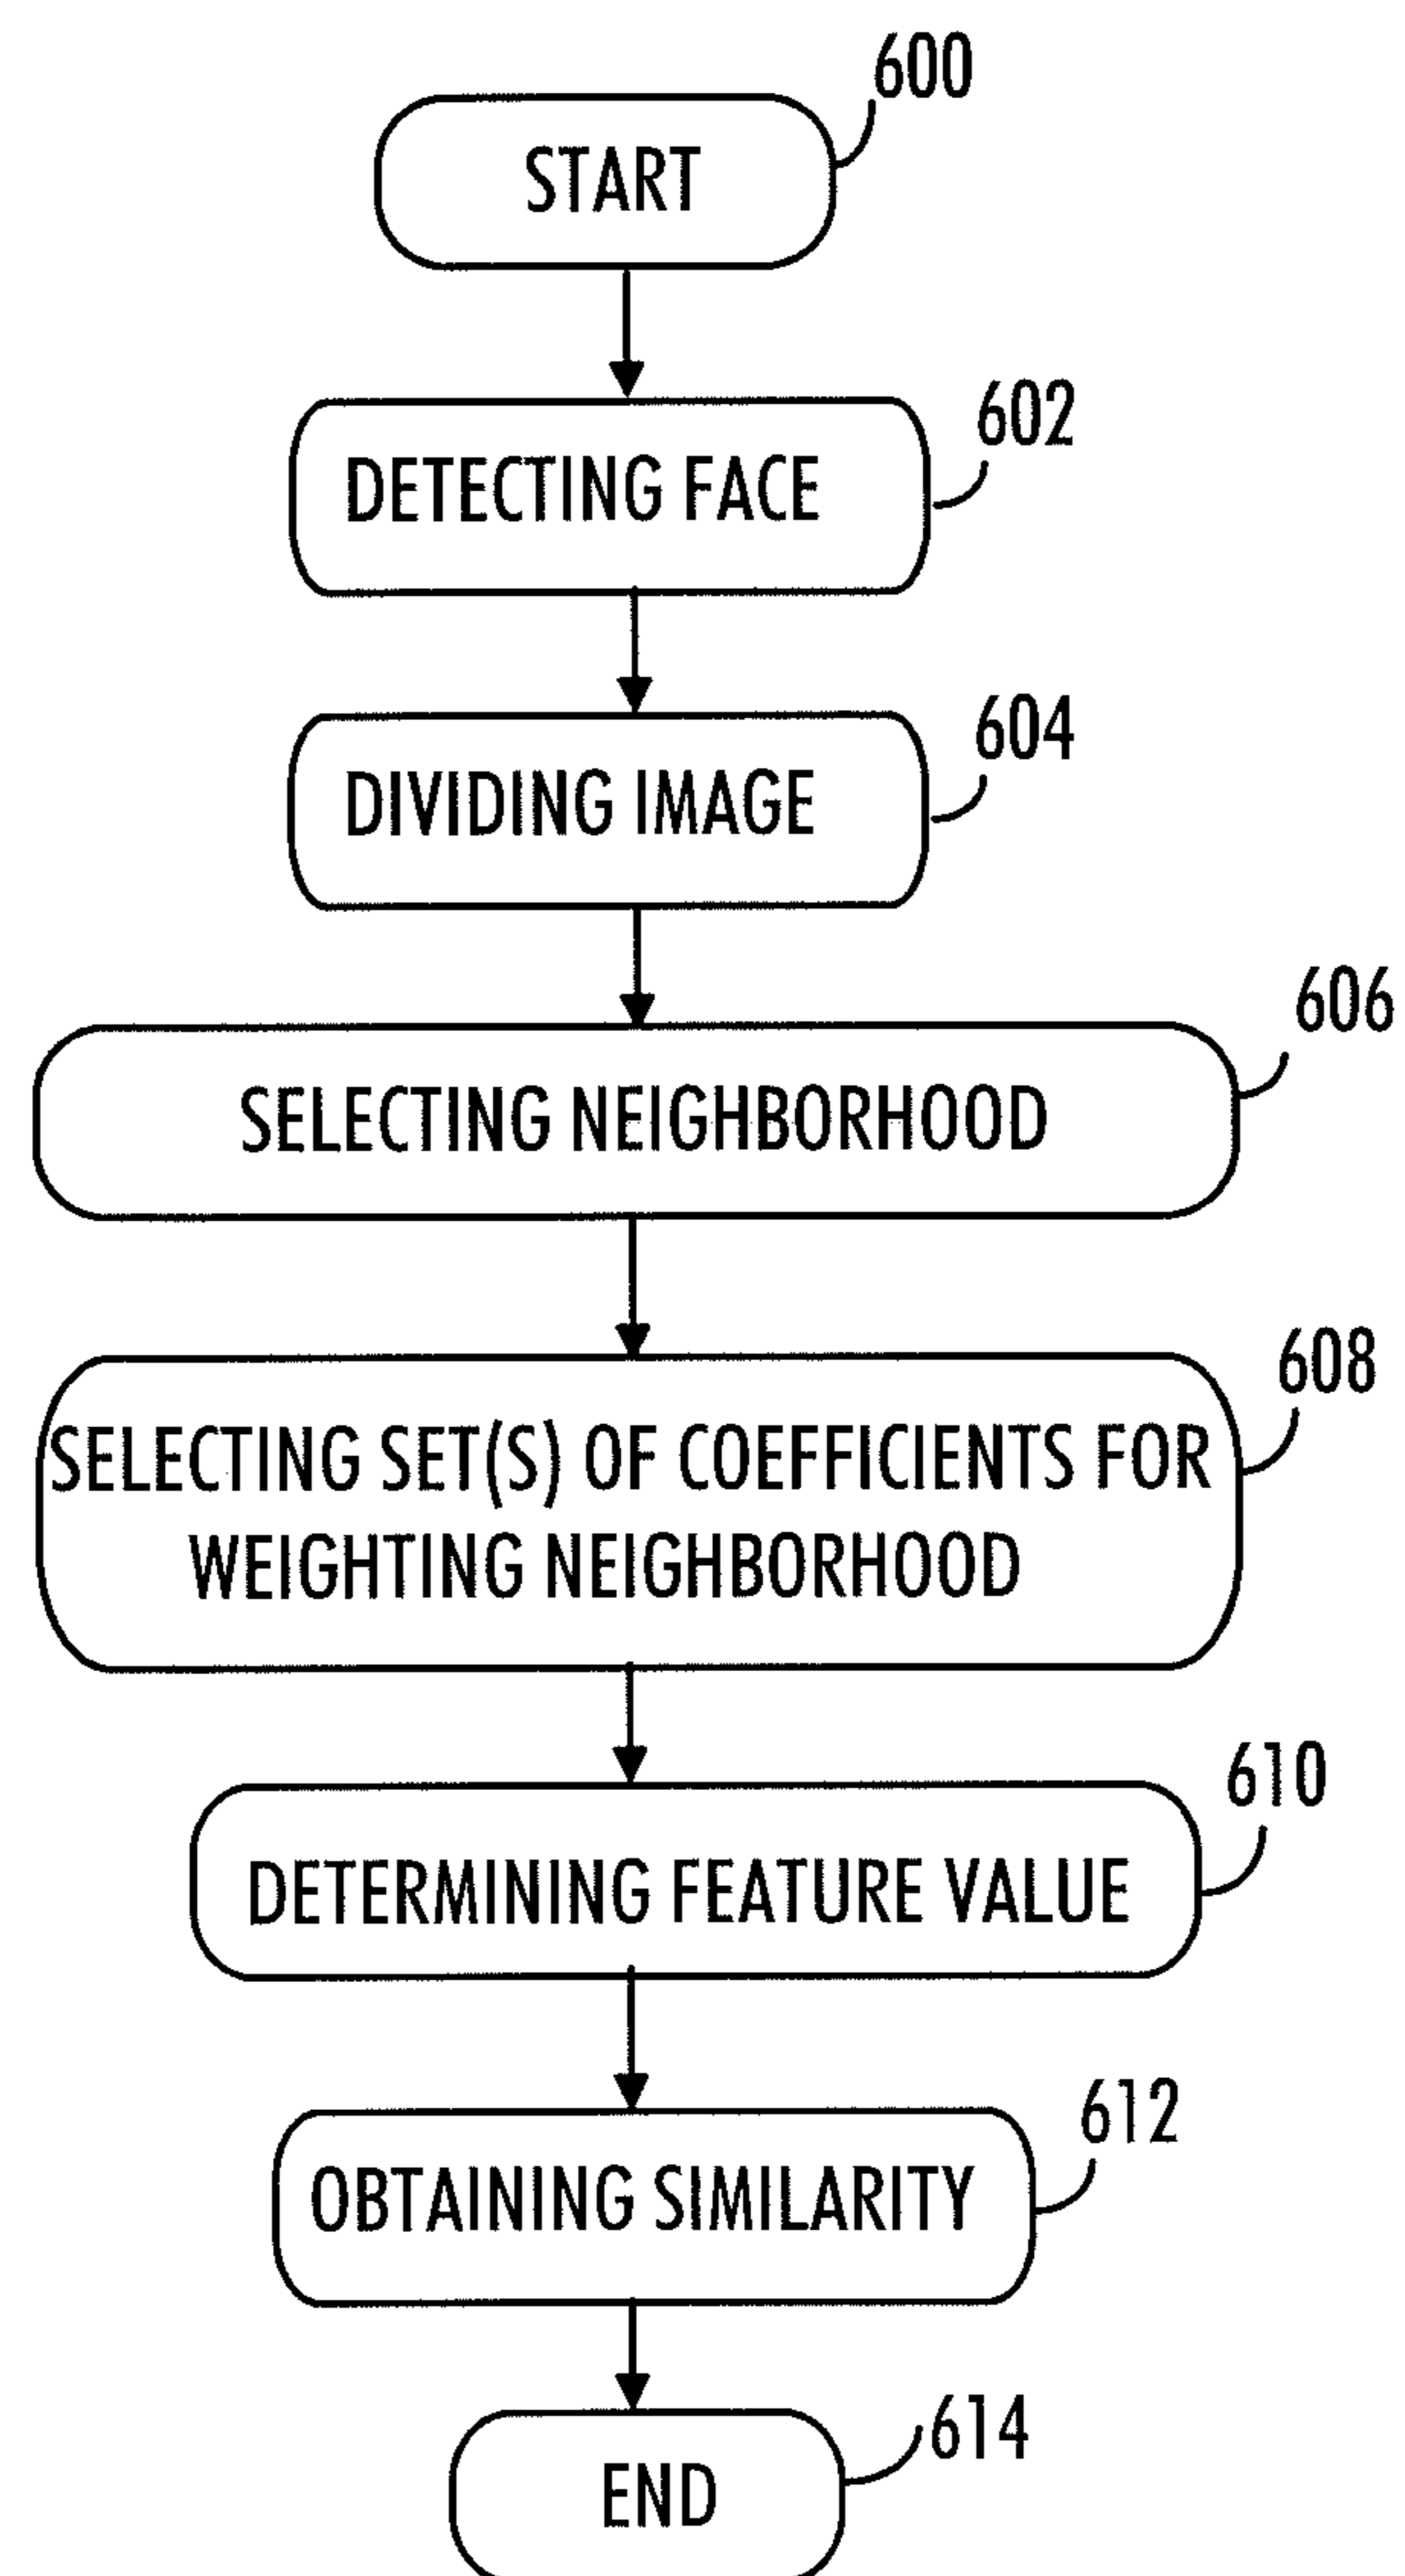 600
START
602
DETECTING FACE
604
DIVIDING IMAGE
606
SELECTING NEIGHBORHOOD
608
SELECTING SET(S) OF COEFFICIENTS FOR
WEIGHTING NEIGHBORHOOD
610
DETERMINING FEATURE VALUE
612
OBTAINING SIMILARITY
614
END